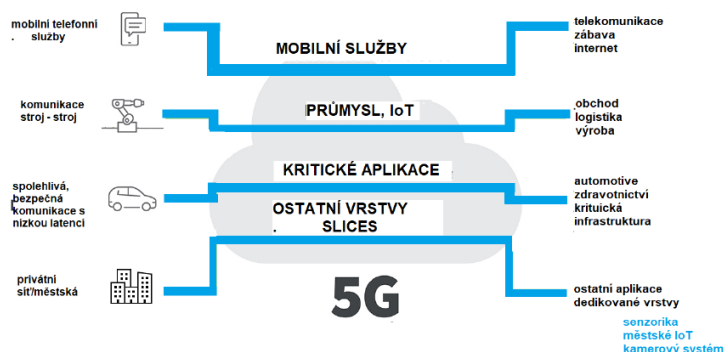 mobilní telefonní
. služby
MOBILNÍ SLUŽBY
telekomunikace
zábava
internet
komunikace
stroj - stroj
PRŮMYSL, IoT
obchod
logistika
výroba
spolehlivá,
bezpečná
komunikace s
nízkou latencí
KRITICKÉ APLIKACE
automotive
zdravotnictví
krituická
infrastruktura
OSTATNÍ VRSTVY
. SLICES
privátní
síť/městská
5G
ostatní aplikace
dedikované vrstvy
senzorika
městské IoT
kamerový systém